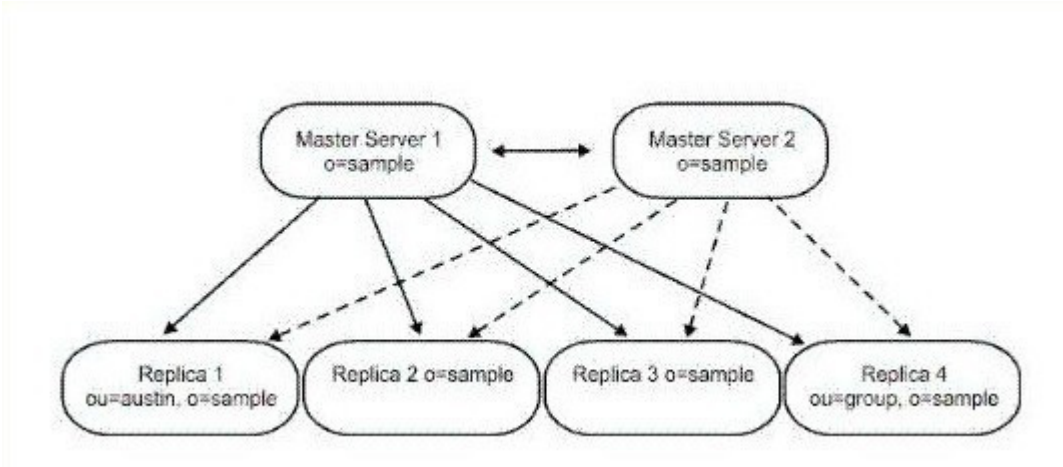 Master Server 1
o=sample
Master Server 2
o=sample
Replica 1
ou=austin, o=sample
Replica 2 o=sample
Replica 3 o=sample
Replica 4
ou=group, o=sample